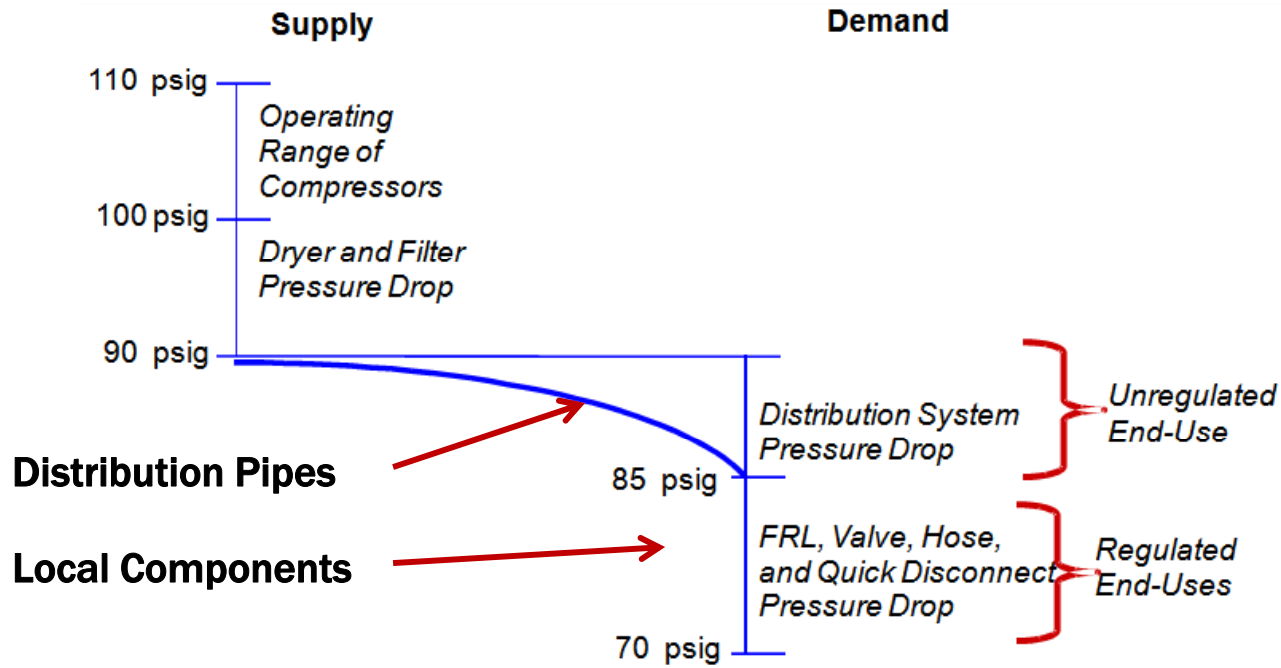 Supply
Demand
110 psig
Operating
Range of
Compressors
100 psig
Dryer and Filter
Pressure Drop
90 psig
Distribution System
Pressure Drop
Unregulated
End-Use
Distribution Pipes
85 psig
FRL, Valve, Hose,
and Quick Disconnect
Pressure Drop
Regulated
End-Uses
Local Components
70 psig